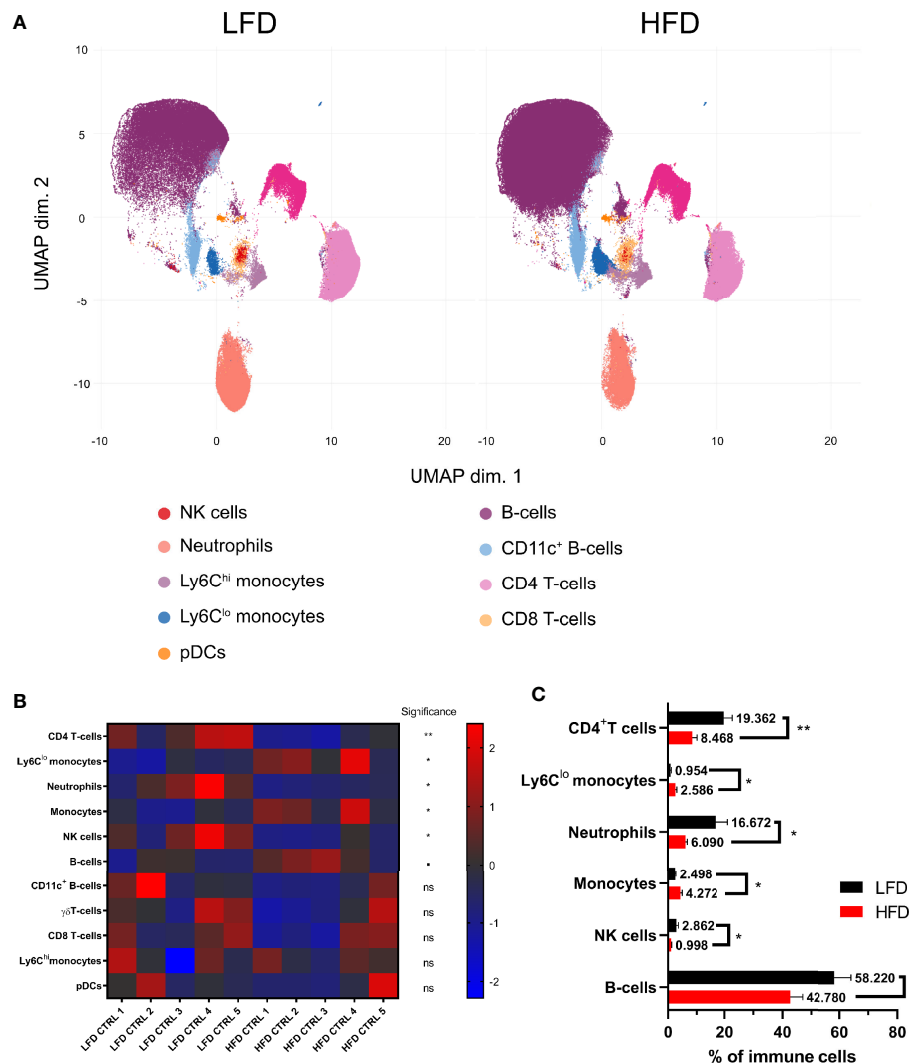 A
LFD
HFD
10
5
0
-5
-10
UMAP dim. 2
-10
0
10
20
-10
0
10
20
UMAP dim. 1
NK cells
Neutrophils
Ly6Chi monocytes
Ly6Clo monocytes
pDCs
B-cells
CD11c+ B-cells
CD4 T-cells
CD8 T-cells
B
Significance
CD4 T-cells **
Ly6Clo monocytes *
Neutrophils *
Monocytes *
NK cells *
B-cells ▪
CD11c+ B-cells ns
γδT-cells ns
CD8 T-cells ns
Ly6Chi monocytes ns
pDCs ns
2
1
0
-1
-2
LFD CTRL 1
LFD CTRL 2
LFD CTRL 3
LFD CTRL 4
LFD CTRL 5
HFD CTRL 1
HFD CTRL 2
HFD CTRL 3
HFD CTRL 4
HFD CTRL 5
C
CD4+T cells
19.362
8.468
**
Ly6Clo monocytes
0.954
2.586
*
Neutrophils
16.672
6.090
*
Monocytes
2.498
4.272
*
NK cells
2.862
0.998
*
B-cells
58.220
42.780
LFD
HFD
0 20 40 60 80
% of immune cells